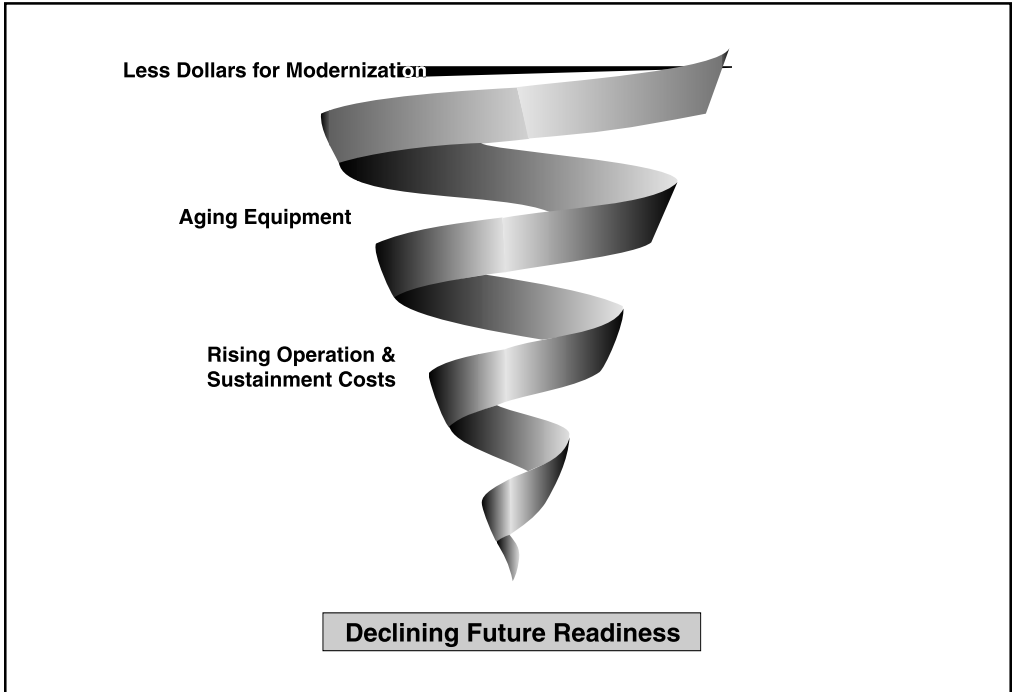 Less Dollars for Modernization
Aging Equipment
Rising Operation &
Sustainment Costs
Declining Future Readiness